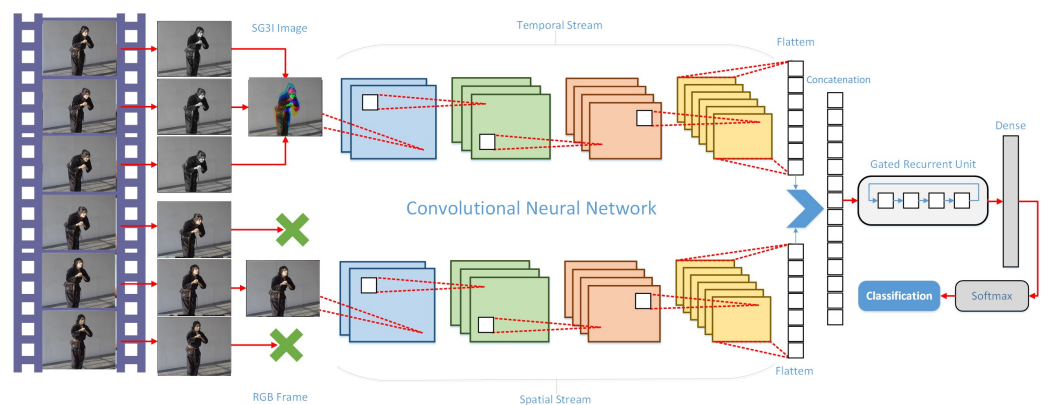 Temporal Stream
SG3I Image
Flattem
Concatenation
Dense
Gated Recurrent Unit
Convolutional Neural Network
Classification
Softmax
Flattem
RGB Frame
Spatial Stream